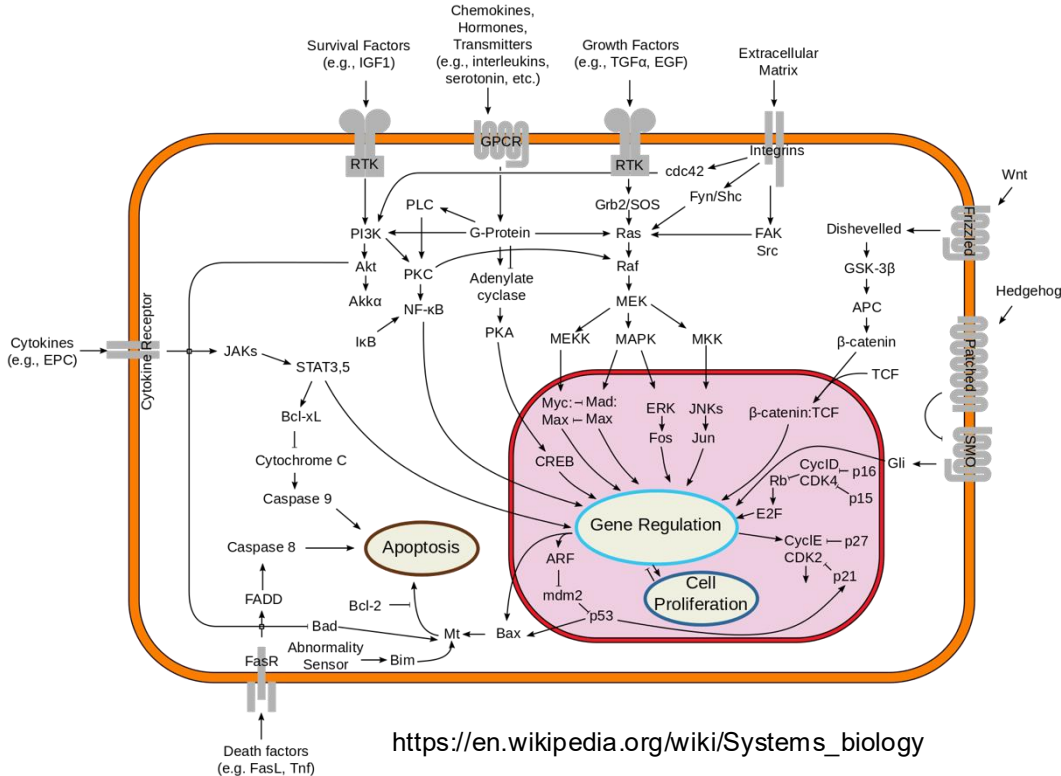 Chemokines,
Hormones,
Transmitters
(e.g., interleukins,
serotonin, etc.)
Survival Factors
(e.g., IGF1)
Growth Factors
(e.g., TGFα, EGF)
Extracellular
Matrix
RTK
GPCR
RTK
Integrins
cdc42
Fyn/Shc
Grb2/SOS
PLC
PI3K
G-Protein
Ras
FAK
Src
Wnt
Frizzled
Dishevelled
GSK-3β
APC
β-catenin
TCF
Akt
Akkα
PKC
NF-κB
IκB
Adenylate
cyclase
PKA
Raf
MEK
MEKK
MAPK
MKK
Hedgehog
Patched
SMO
Gli
Cytokines
(e.g., EPC)
Cytokine Receptor
JAKs
STAT3,5
Bcl-xL
Cytochrome C
Caspase 9
Caspase 8
Apoptosis
FADD
Bcl-2
Bad
Mt
Bax
Abnormality
Sensor
Bim
FasR
Death factors
(e.g. FasL, Tnf)
Myc:
Max
Mad:
Max
ERK
Fos
JNKs
Jun
β-catenin:TCF
CREB
Gene Regulation
Rb
CycID
CDK4
p16
p15
E2F
CyclE
CDK2
p27
p21
ARF
mdm2
p53
Cell
Proliferation
https://en.wikipedia.org/wiki/Systems_biology